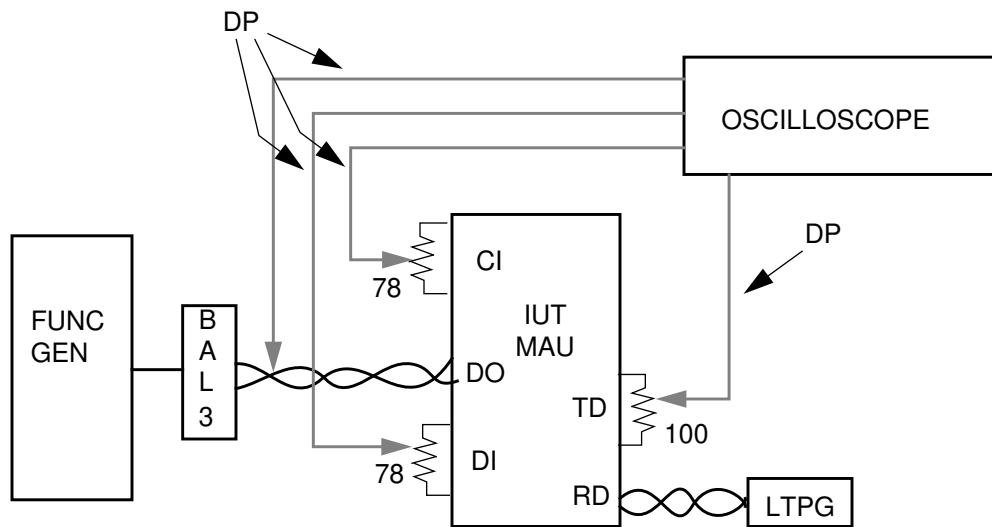 DP
OSCILLOSCOPE
DP
CI
78
FUNC
GEN
B
A
L
3
IUT
MAU
DO
TD
100
DI
78
RD
LTPG